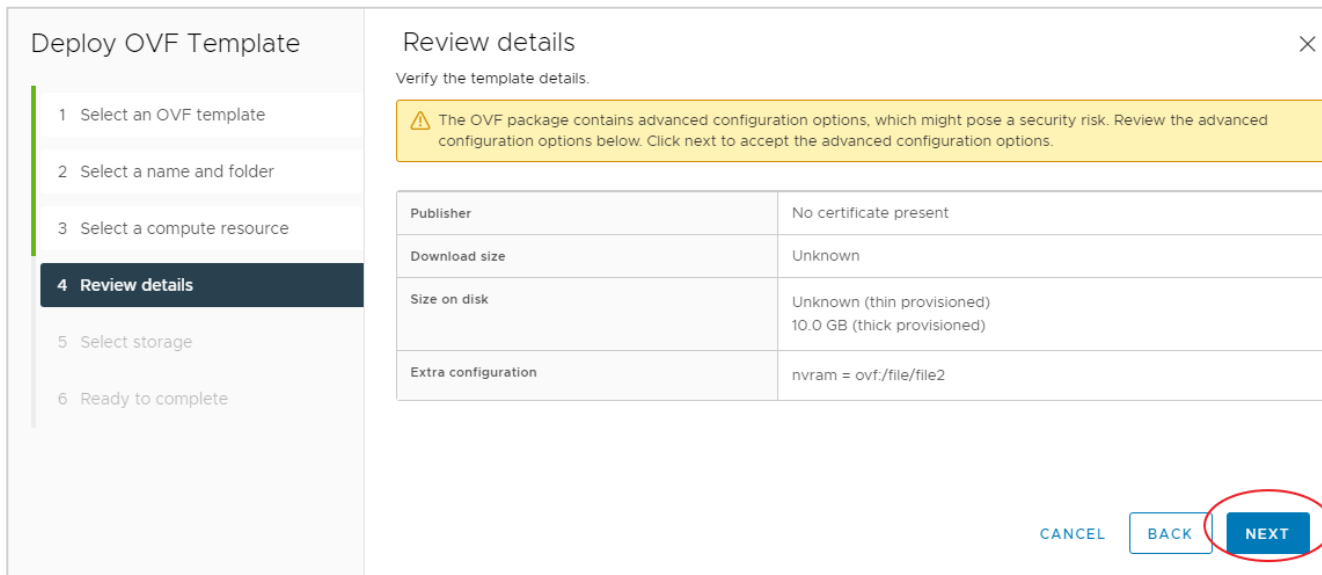 Deploy OVF Template
1 Select an OVF template
2 Select a name and folder
3 Select a compute resource
4 Review details
5 Select storage
6 Ready to complete
Review details
Verify the template details.
The OVF package contains advanced configuration options, which might pose a security risk. Review the advanced
configuration options below. Click next to accept the advanced configuration options.
Publisher No certificate present
Download size Unknown
Size on disk Unknown (thin provisioned)
10.0 GB (thick provisioned)
Extra configuration nvram = ovf:/file/file2
CANCEL BACK NEXT